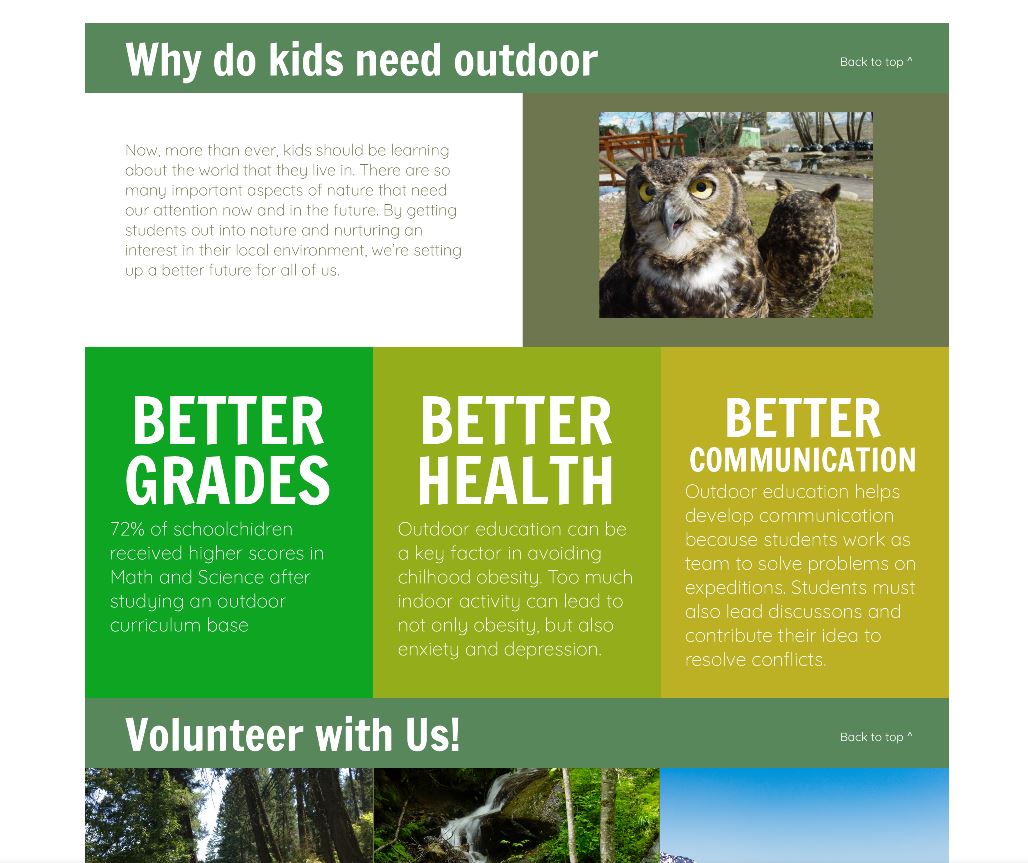 Why do kids need outdoor
Back to top ^
Now, more than ever, kids should be learning
about the world that they live in. There are so
many important aspects of nature that need
our attention now and in the future. By getting
students out into nature and nurturing an
interest in their local environment, we're setting
up a better future for all of us.
BETTER
GRADES
72% of schoolchidren
received higher scores in
Math and Science after
studying an outdoor
curriculum base
BETTER
HEALTH
Outdoor education can be
a key factor in avoiding
chilhood obesity. Too much
indoor activity can lead to
not only obesity, but also
enxiety and depression.
BETTER
COMMUNICATION
Outdoor education helps
develop communication
because students work as
team to solve problems on
expeditions. Students must
also lead discussons and
contribute their idea to
resolve conflicts.
Volunteer with Us!
Back to top ^